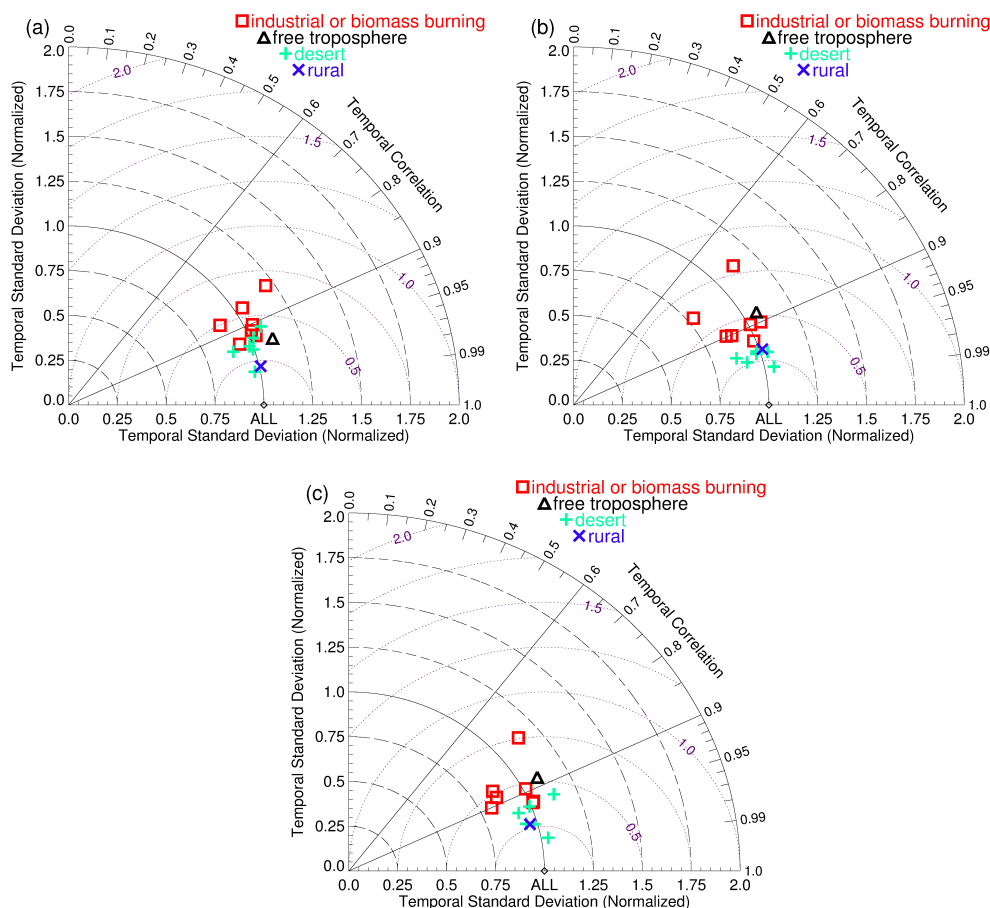 (a)
industrial or biomass burning
free troposphere
desert
rural
0.0 0.1 0.2 0.3 0.4 0.5 0.6 0.7 0.8 0.9 0.95 0.99 1.0
Temporal Correlation
2.0 1.5 1.0 0.5
Temporal Standard Deviation (Normalized)
2.0
1.75
1.5
1.25
1.0
0.75
0.5
0.25
0.0
0.0 0.25 0.5 0.75 ALL 1.25 1.5 1.75 2.0
Temporal Standard Deviation (Normalized)
(b)
industrial or biomass burning
free troposphere
desert
rural
0.0 0.1 0.2 0.3 0.4 0.5 0.6 0.7 0.8 0.9 0.95 0.99 1.0
Temporal Correlation
2.0 1.5 1.0 0.5
Temporal Standard Deviation (Normalized)
2.0
1.75
1.5
1.25
1.0
0.75
0.5
0.25
0.0
0.0 0.25 0.5 0.75 ALL 1.25 1.5 1.75 2.0
Temporal Standard Deviation (Normalized)
(c)
industrial or biomass burning
free troposphere
desert
rural
0.0 0.1 0.2 0.3 0.4 0.5 0.6 0.7 0.8 0.9 0.95 0.99 1.0
Temporal Correlation
2.0 1.5 1.0 0.5
Temporal Standard Deviation (Normalized)
2.0
1.75
1.5
1.25
1.0
0.75
0.5
0.25
0.0
0.0 0.25 0.5 0.75 ALL 1.25 1.5 1.75 2.0
Temporal Standard Deviation (Normalized)